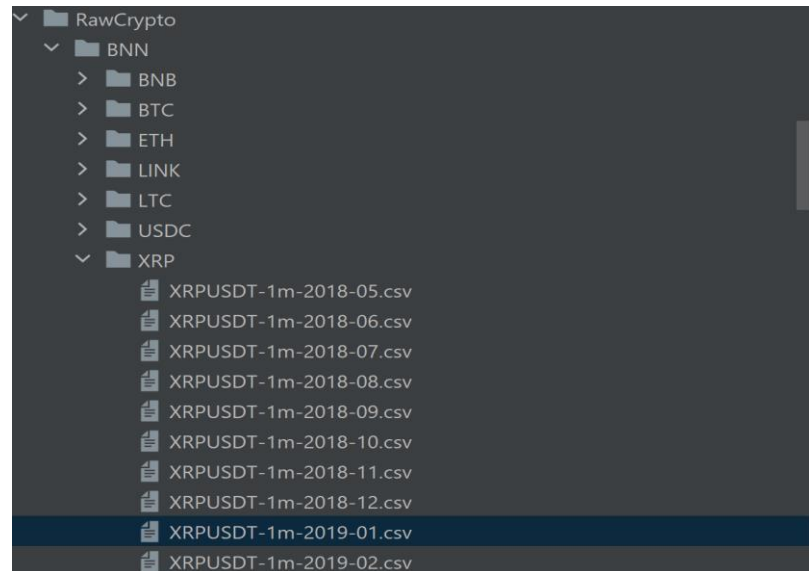 RawCrypto
BNN
BNB
BTC
ETH
LINK
LTC
USDC
XRP
XRPUSDT-1m-2018-05.csv
XRPUSDT-1m-2018-06.csv
XRPUSDT-1m-2018-07.csv
XRPUSDT-1m-2018-08.csv
XRPUSDT-1m-2018-09.csv
XRPUSDT-1m-2018-10.csv
XRPUSDT-1m-2018-11.csv
XRPUSDT-1m-2018-12.csv
XRPUSDT-1m-2019-01.csv
XRPUSDT-1m-2019-02.csv